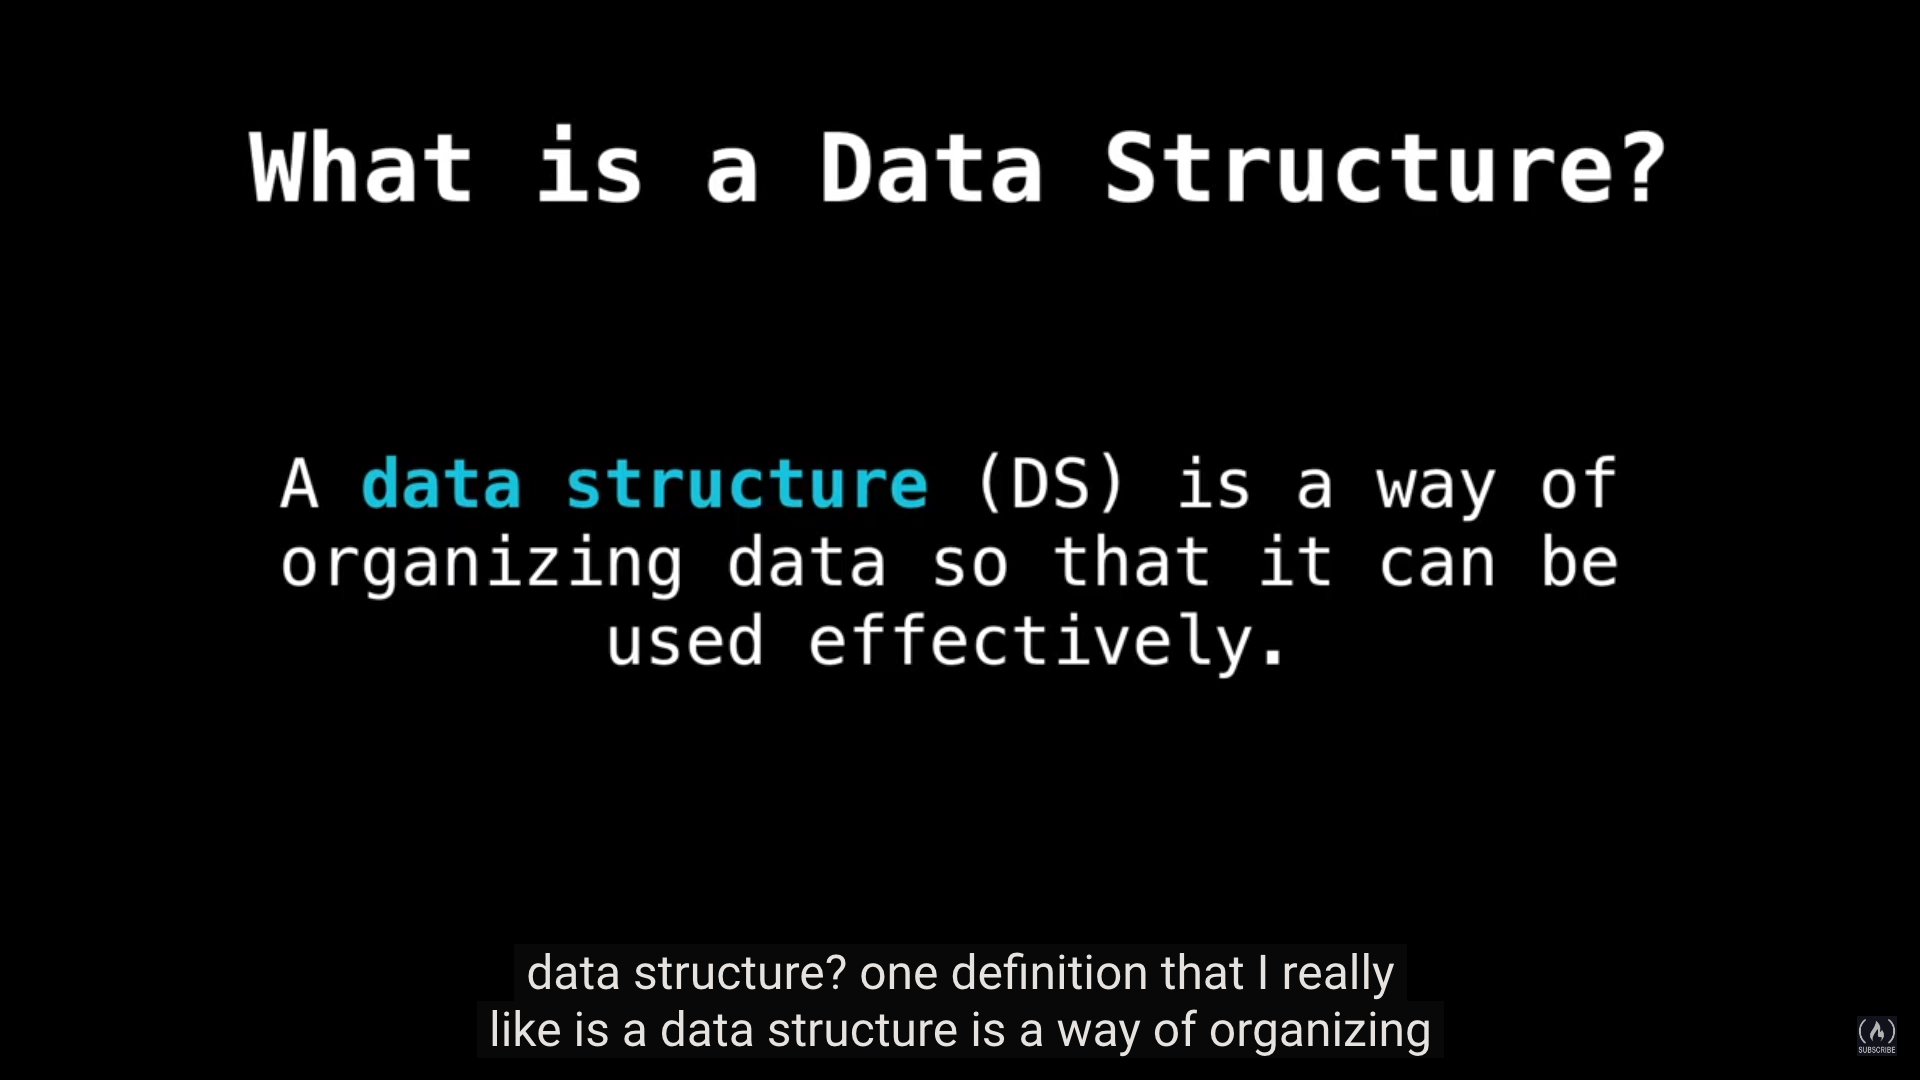 What is a Data Structure?
A data structure (DS) is a way of
organizing data so that it can be
used effectively.
data structure? one definition that I really
like is a data structure is a way of organizing
SUBSCRIBE